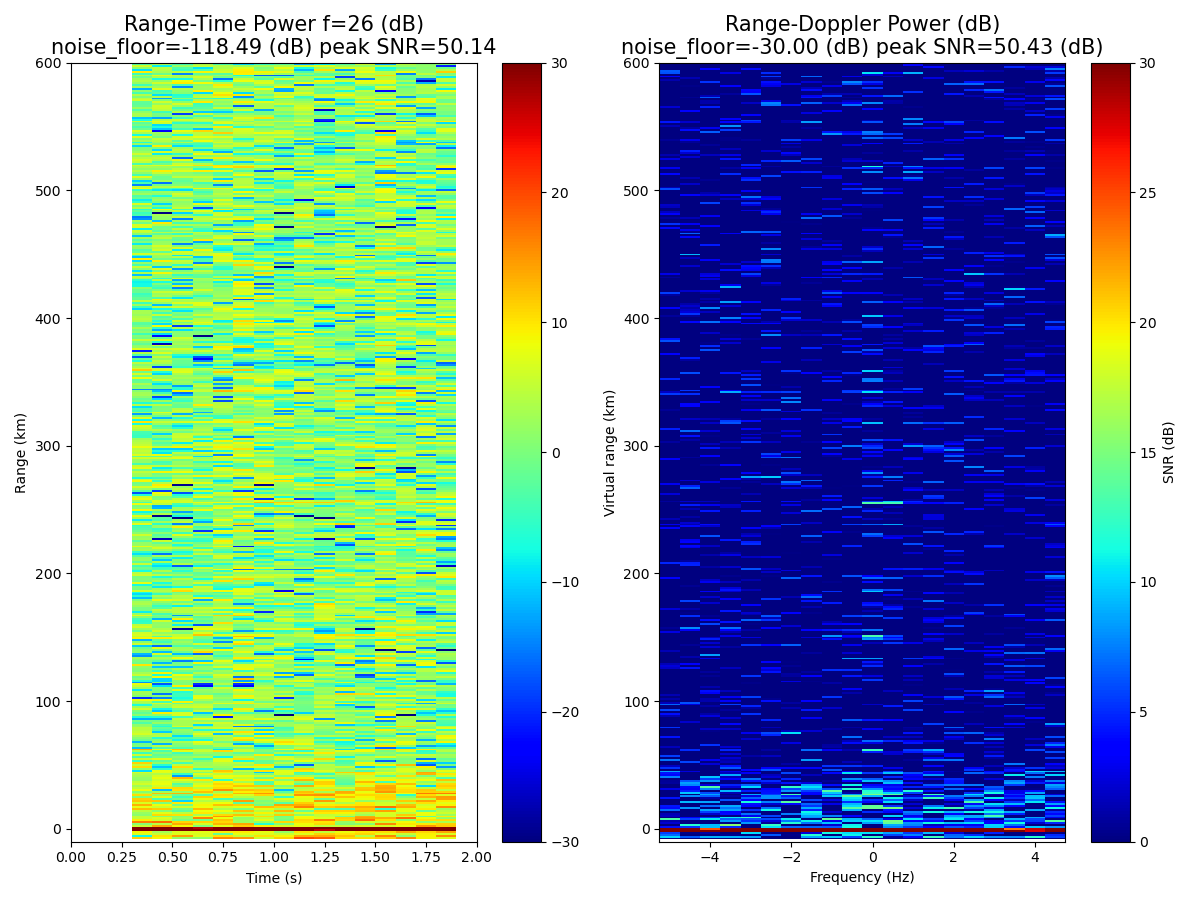 Range-Time Power f=26 (dB)
noise_floor=-118.49 (dB) peak SNR=50.14
600
500
400
300
200
100
0
Range (km)
0.00 0.25 0.50 0.75 1.00 1.25 1.50 1.75 2.00
Time (s)
30
20
10
0
−10
−20
−30
Range-Doppler Power (dB)
noise_floor=-30.00 (dB) peak SNR=50.43 (dB)
600
500
400
300
200
100
0
Virtual range (km)
−4 −2 0 2 4
Frequency (Hz)
30
25
20
15
10
5
0
SNR (dB)